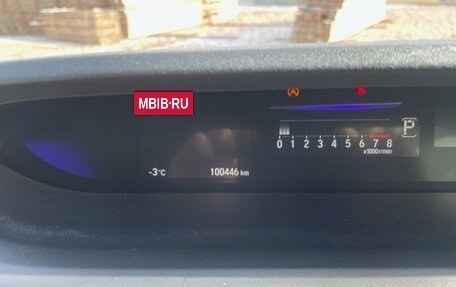 MBIB·RU
(A)
P
0 1 2 3 4 5 6 7 8
x1000r/min
-3°C 100446 km